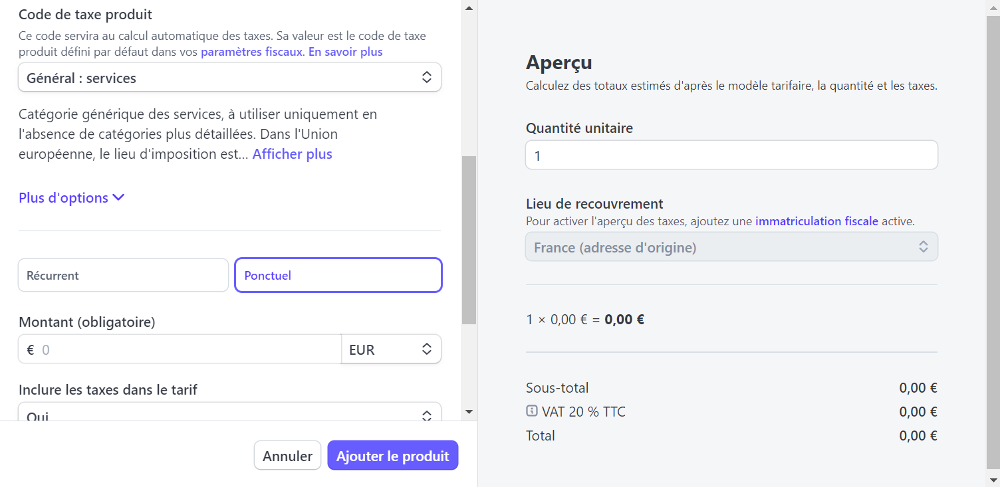 Code de taxe produit
Ce code servira au calcul automatique des taxes. Sa valeur est le code de taxe
produit défini par défaut dans vos paramètres fiscaux. En savoir plus
Général : services
Catégorie générique des services, à utiliser uniquement en
l'absence de catégories plus détaillées. Dans l'Union
européenne, le lieu d'imposition est... Afficher plus
Plus d'options
Récurrent
Ponctuel
Montant (obligatoire)
€ 0
EUR
Inclure les taxes dans le tarif
Oui
Annuler
Ajouter le produit
Aperçu
Calculez des totaux estimés d'après le modèle tarifaire, la quantité et les taxes.
Quantité unitaire
1
Lieu de recouvrement
Pour activer l'aperçu des taxes, ajoutez une immatriculation fiscale active.
France (adresse d'origine)
1 × 0,00 € = 0,00 €
Sous-total 0,00 €
VAT 20 % TTC 0,00 €
Total 0,00 €